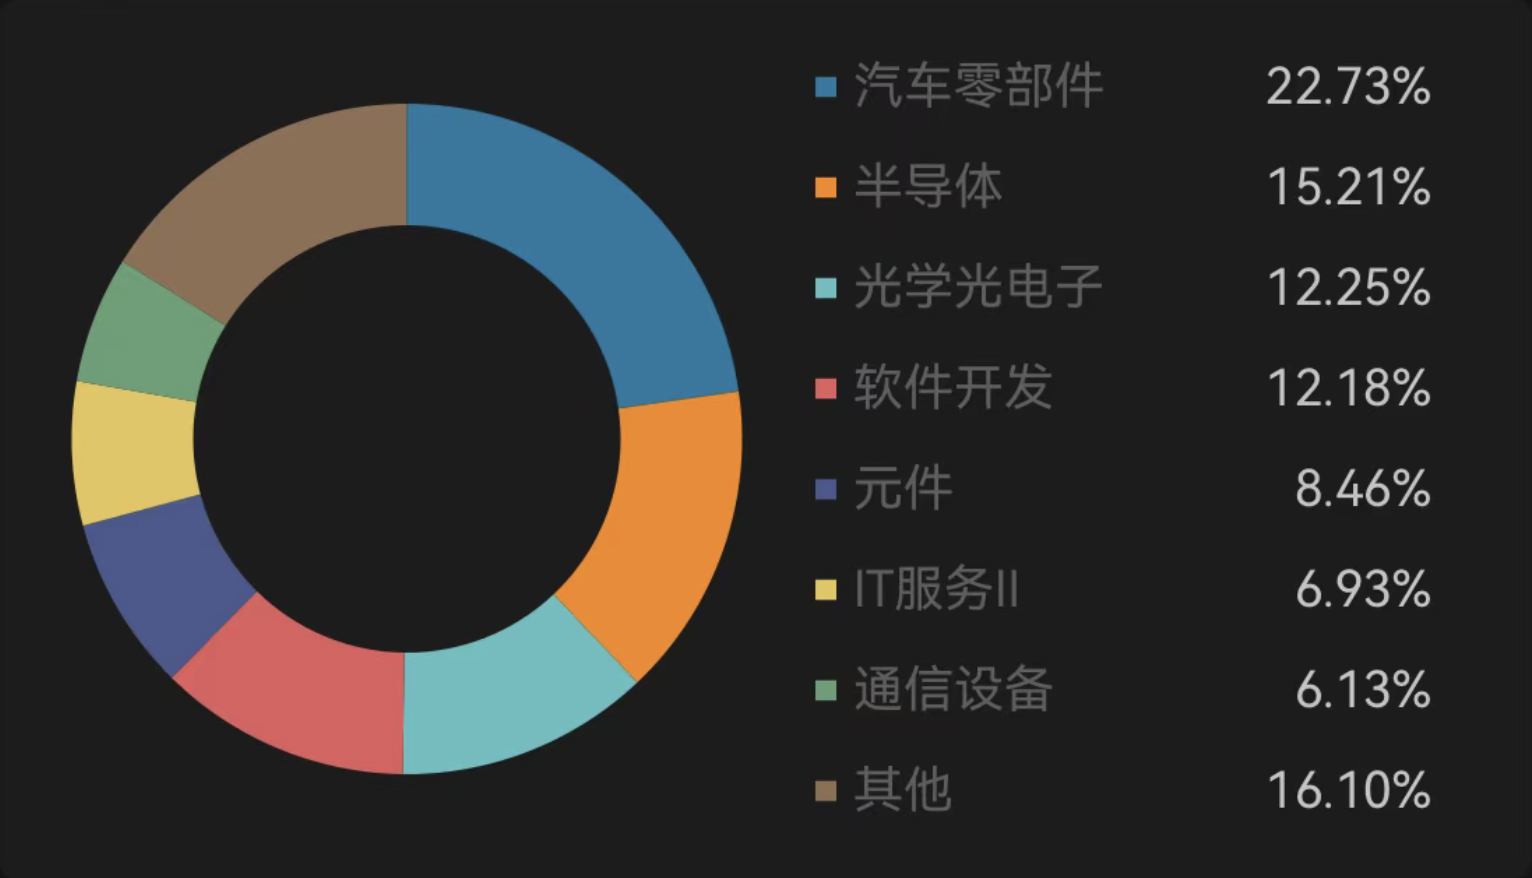 汽车零部件 22.73%
半导体 15.21%
光学光电子 12.25%
软件开发 12.18%
元件 8.46%
IT服务II 6.93%
通信设备 6.13%
其他 16.10%